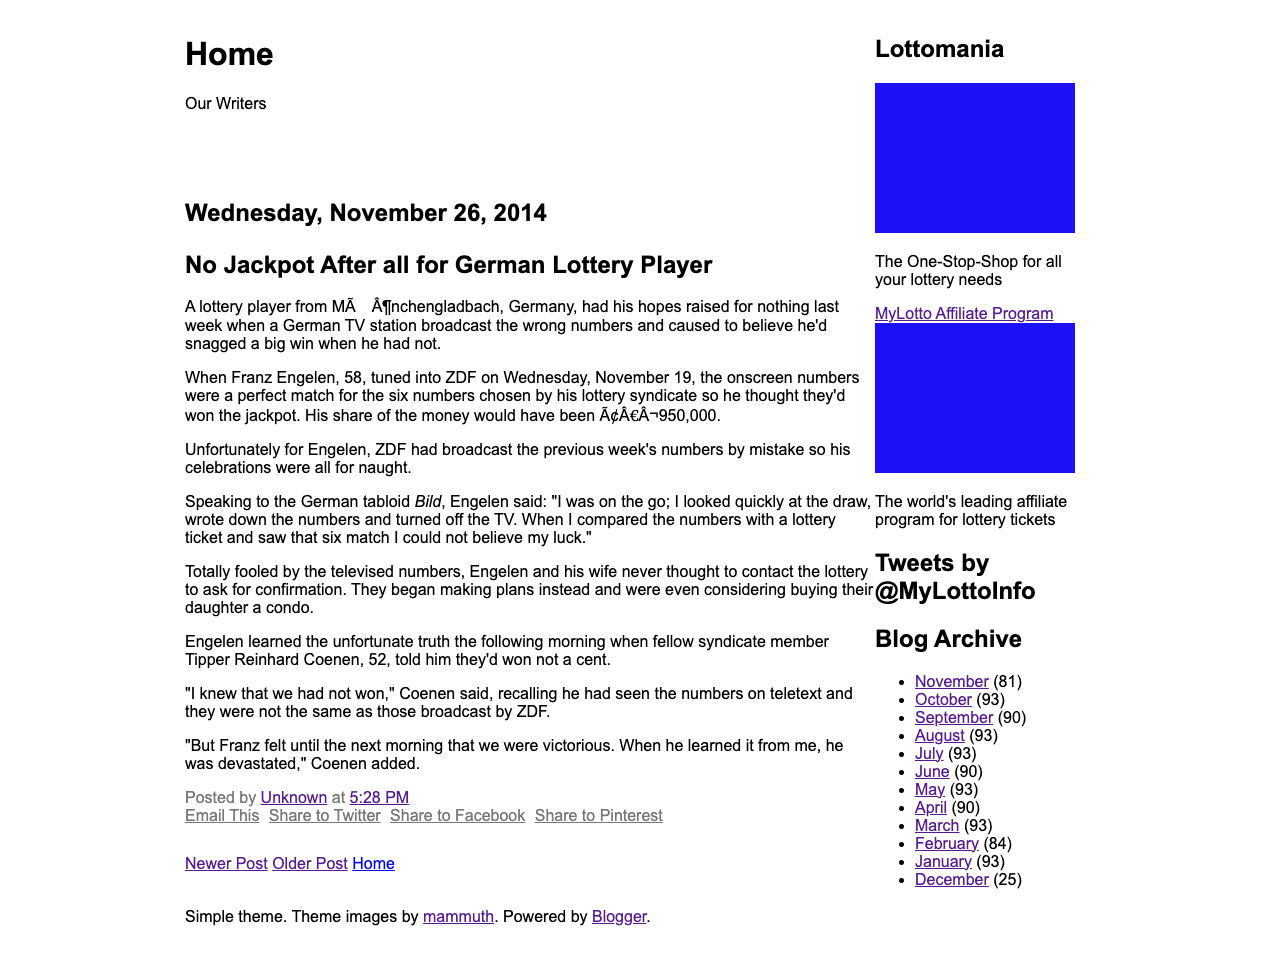 Home
Our Writers
Wednesday, November 26, 2014
No Jackpot After all for German Lottery Player
A lottery player from MÃ Â¶nchengladbach, Germany, had his hopes raised for nothing last
week when a German TV station broadcast the wrong numbers and caused to believe he'd
snagged a big win when he had not.
When Franz Engelen, 58, tuned into ZDF on Wednesday, November 19, the onscreen numbers
were a perfect match for the six numbers chosen by his lottery syndicate so he thought they'd
won the jackpot. His share of the money would have been Ã¢Â€Â¬950,000.
Unfortunately for Engelen, ZDF had broadcast the previous week's numbers by mistake so his
celebrations were all for naught.
Speaking to the German tabloid Bild, Engelen said: "I was on the go; I looked quickly at the draw,
wrote down the numbers and turned off the TV. When I compared the numbers with a lottery
ticket and saw that six match I could not believe my luck."
Totally fooled by the televised numbers, Engelen and his wife never thought to contact the lottery
to ask for confirmation. They began making plans instead and were even considering buying their
daughter a condo.
Engelen learned the unfortunate truth the following morning when fellow syndicate member
Tipper Reinhard Coenen, 52, told him they'd won not a cent.
"I knew that we had not won," Coenen said, recalling he had seen the numbers on teletext and
they were not the same as those broadcast by ZDF.
"But Franz felt until the next morning that we were victorious. When he learned it from me, he
was devastated," Coenen added.
Posted by Unknown at 5:28 PM
Email This Share to Twitter Share to Facebook Share to Pinterest
Newer Post Older Post Home
Lottomania
The One-Stop-Shop for all
your lottery needs
MyLotto Affiliate Program
The world's leading affiliate
program for lottery tickets
Tweets by
@MyLottoInfo
Blog Archive
November (81)
October (93)
September (90)
August (93)
July (93)
June (90)
May (93)
April (90)
March (93)
February (84)
January (93)
December (25)
Simple theme. Theme images by mammuth. Powered by Blogger.